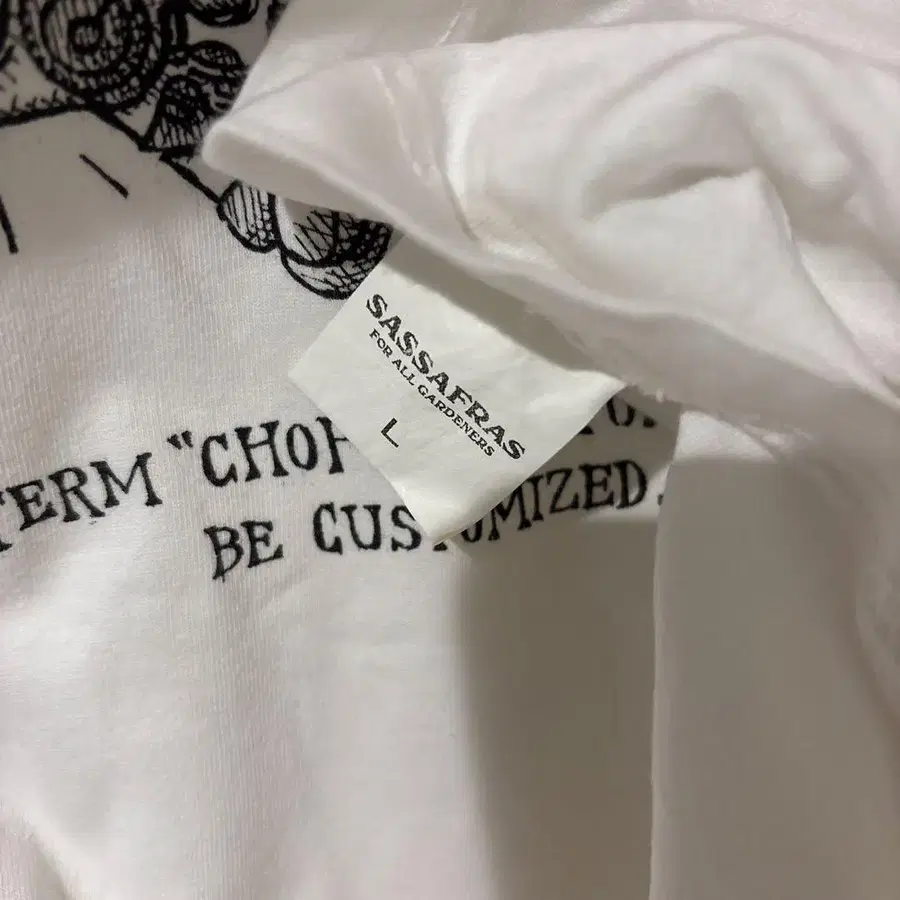 SASSAFRAS
FOR ALL GARDENERS
L
TERM "CHOP
BE CUSTOMIZED.